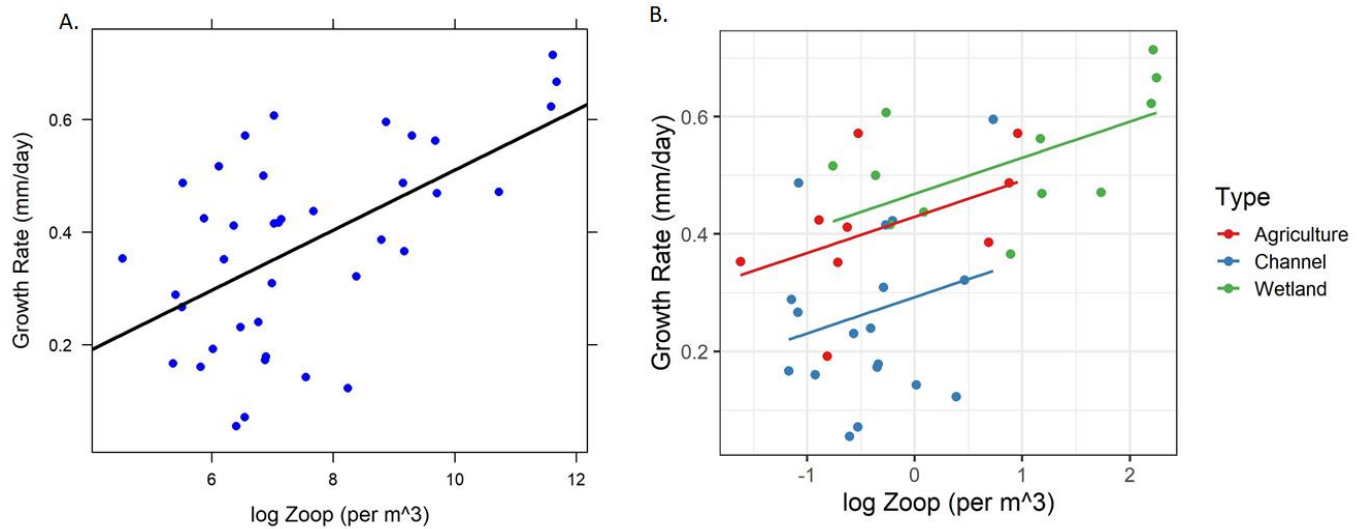 A.
Growth Rate (mm/day)
0.6
0.4
0.2
6 8 10 12
log Zoop (per m^3)
B.
Growth Rate (mm/day)
0.6
0.4
0.2
-1 0 1 2
log Zoop (per m^3)
Type
Agriculture
Channel
Wetland